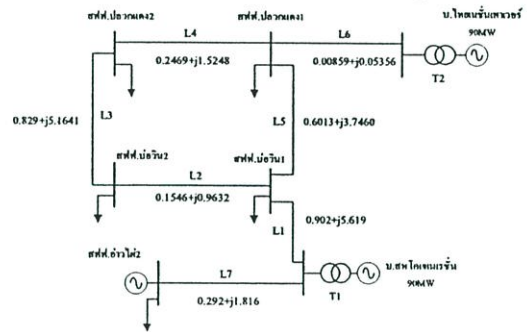 สฟฟ.ปลวกแดง2
L4
สฟฟ.ปลวกแดง1
L6
บ.ไทยเนชั่นเพาเวอร์
90MW
0.2469+j1.5248
0.00859+j0.05356
T2
0.829+j5.1641
L3
L5
0.6013+j3.7460
สฟฟ.บ่อวิน2
L2
สฟฟ.บ่อวิน1
0.1546+j0.9632
0.902+j5.619
L1
สฟฟ.อ่าวไผ่2
L7
บ.สหโคเจนเนอเรชั่น
90MW
0.292+j1.816
T1